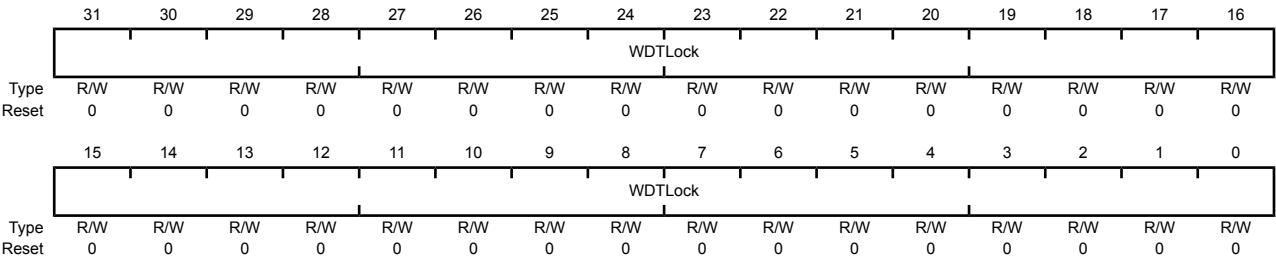 31 30 29 28 27 26 25 24 23 22 21 20 19 18 17 16
WDTLock
Type R/W R/W R/W R/W R/W R/W R/W R/W R/W R/W R/W R/W R/W R/W R/W R/W
Reset 0 0 0 0 0 0 0 0 0 0 0 0 0 0 0 0
15 14 13 12 11 10 9 8 7 6 5 4 3 2 1 0
WDTLock
Type R/W R/W R/W R/W R/W R/W R/W R/W R/W R/W R/W R/W R/W R/W R/W R/W
Reset 0 0 0 0 0 0 0 0 0 0 0 0 0 0 0 0